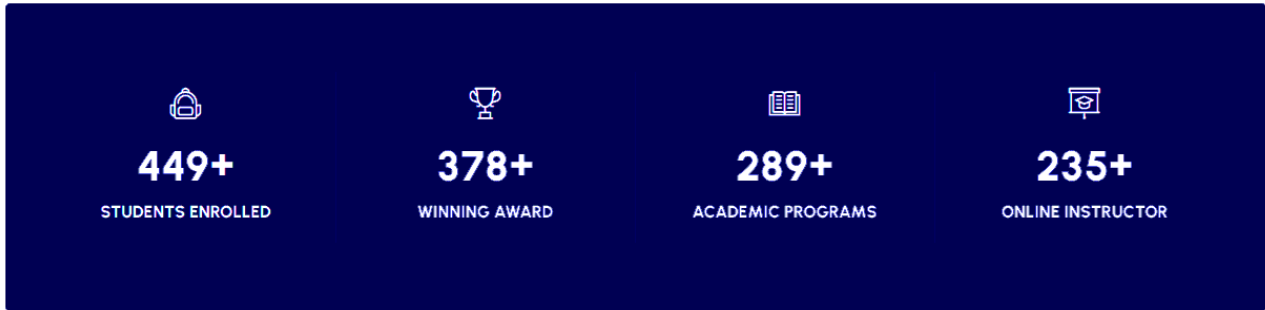 449+
STUDENTS ENROLLED
378+
WINNING AWARD
289+
ACADEMIC PROGRAMS
235+
ONLINE INSTRUCTOR